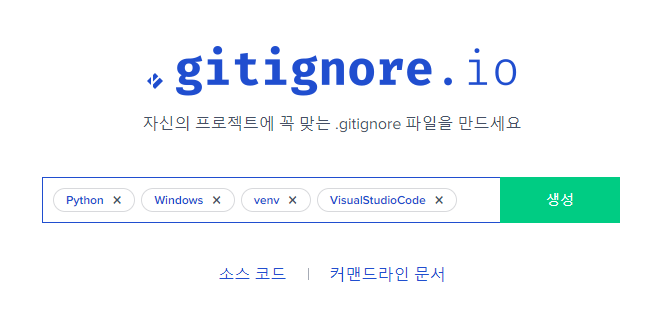 .gitignore.io
자신의 프로젝트에 꼭 맞는 .gitignore 파일을 만드세요
Python × Windows × venv × VisualStudioCode × 생성
소스 코드 | 커맨드라인 문서